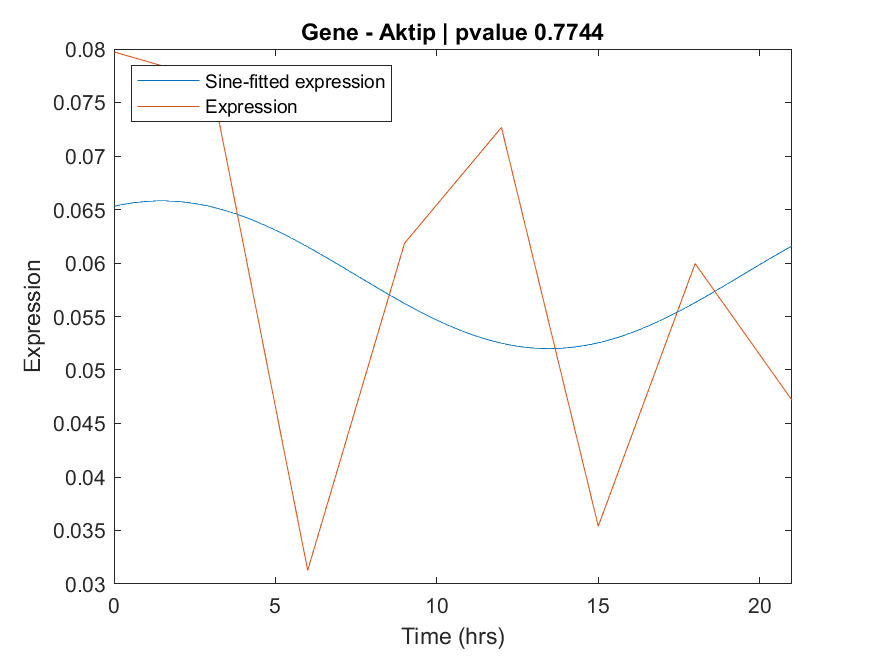 Gene - Aktip | pvalue 0.7744
0.08
0.075
0.07
0.065
0.06
0.055
0.05
0.045
0.04
0.035
0.03
Expression
Sine-fitted expression
Expression
0 5 10 15 20
Time (hrs)